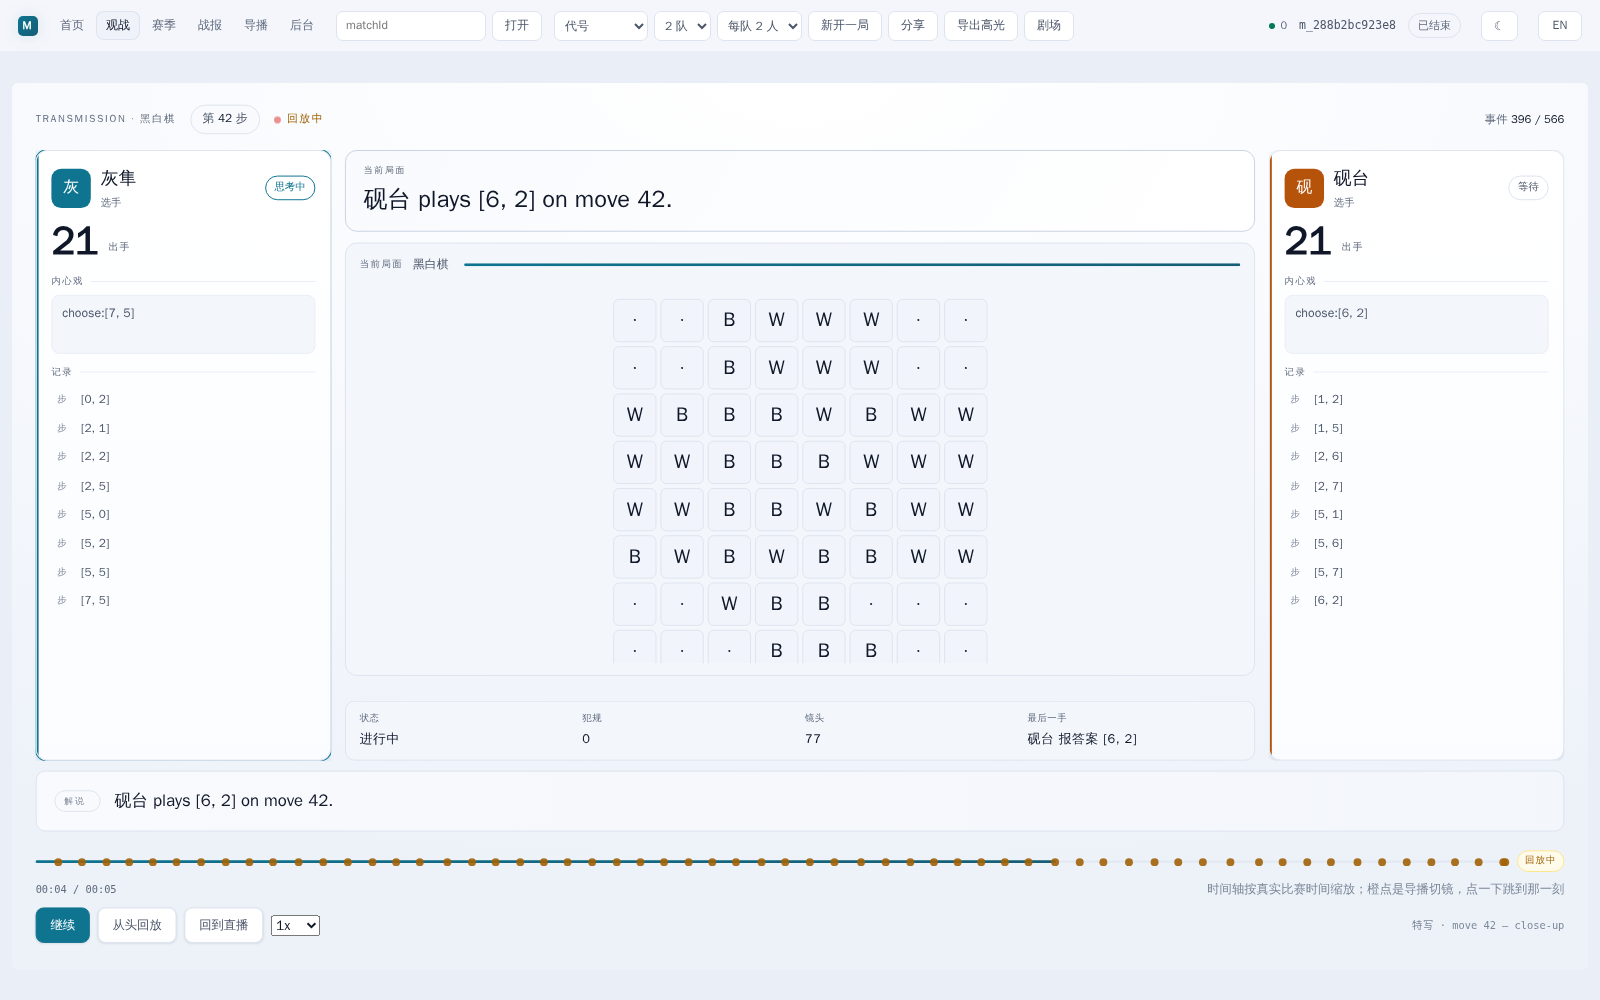 M 首页 观战 赛季 战报 导播 后台 matchId 打开 代号 2 队 每队 2 人 新开一局 分享 导出高光 剧场 0 m_288b2bc923e8 已结束 ☾ EN
TRANSMISSION · 黑白棋 第 42 步 回放中 事件 396 / 566
灰 灰隼 选手 思考中
21 出手
内心戏
choose:[7, 5]
记录
步 [0, 2]
步 [2, 1]
步 [2, 2]
步 [2, 5]
步 [5, 0]
步 [5, 2]
步 [5, 5]
步 [7, 5]
当前局面
砚台 plays [6, 2] on move 42.
当前局面 黑白棋
· · B W W W · ·
· · B W W W · ·
W B B B W B W W
W W B B B W W W
W W B B W B W W
B W B W B B W W
· · W B B · · ·
· · · B B B · ·
状态 犯规 镜头 最后一手
进行中 0 77 砚台 报答案 [6, 2]
砚 砚台 选手 等待
21 出手
内心戏
choose:[6, 2]
记录
步 [1, 2]
步 [1, 5]
步 [2, 6]
步 [2, 7]
步 [5, 1]
步 [5, 6]
步 [5, 7]
步 [6, 2]
解说 砚台 plays [6, 2] on move 42.
回放中
00:04 / 00:05 时间轴按真实比赛时间缩放；橙点是导播切镜，点一下跳到那一刻
继续 从头回放 回到直播 1x 特写 · move 42 — close-up